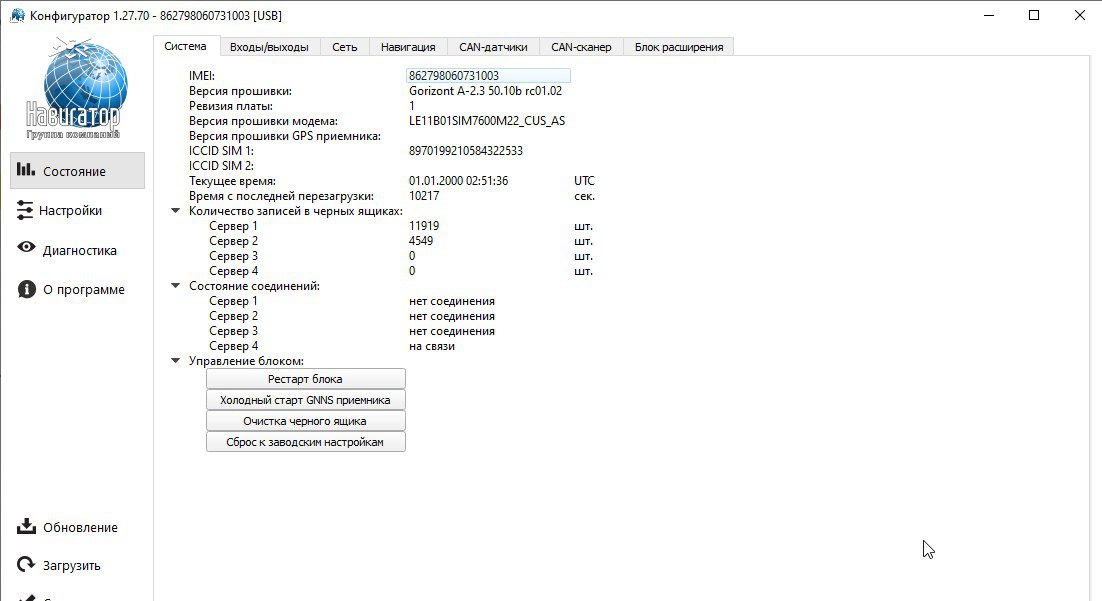 Конфигуратор 1.27.70 - 862798060731003 [USB]
Навигатор
Группа компаний
Состояние
Настройки
Диагностика
О программе
Обновление
Загрузить
Система Входы/выходы Сеть Навигация CAN-датчики CAN-сканер Блок расширения
IMEI: 862798060731003
Версия прошивки: Gorizont A-2.3 50.10b rc01.02
Ревизия платы: 1
Версия прошивки модема: LE11B01SIM7600M22_CUS_AS
Версия прошивки GPS приемника:
ICCID SIM 1: 8970199210584322533
ICCID SIM 2:
Текущее время: 01.01.2000 02:51:36 UTC
Время с последней перезагрузки: 10217 сек.
Количество записей в черных ящиках:
Сервер 1 11919 шт.
Сервер 2 4549 шт.
Сервер 3 0 шт.
Сервер 4 0 шт.
Состояние соединений:
Сервер 1 нет соединения
Сервер 2 нет соединения
Сервер 3 нет соединения
Сервер 4 на связи
Управление блоком:
Рестарт блока
Холодный старт GNNS приемника
Очистка черного ящика
Сброс к заводским настройкам